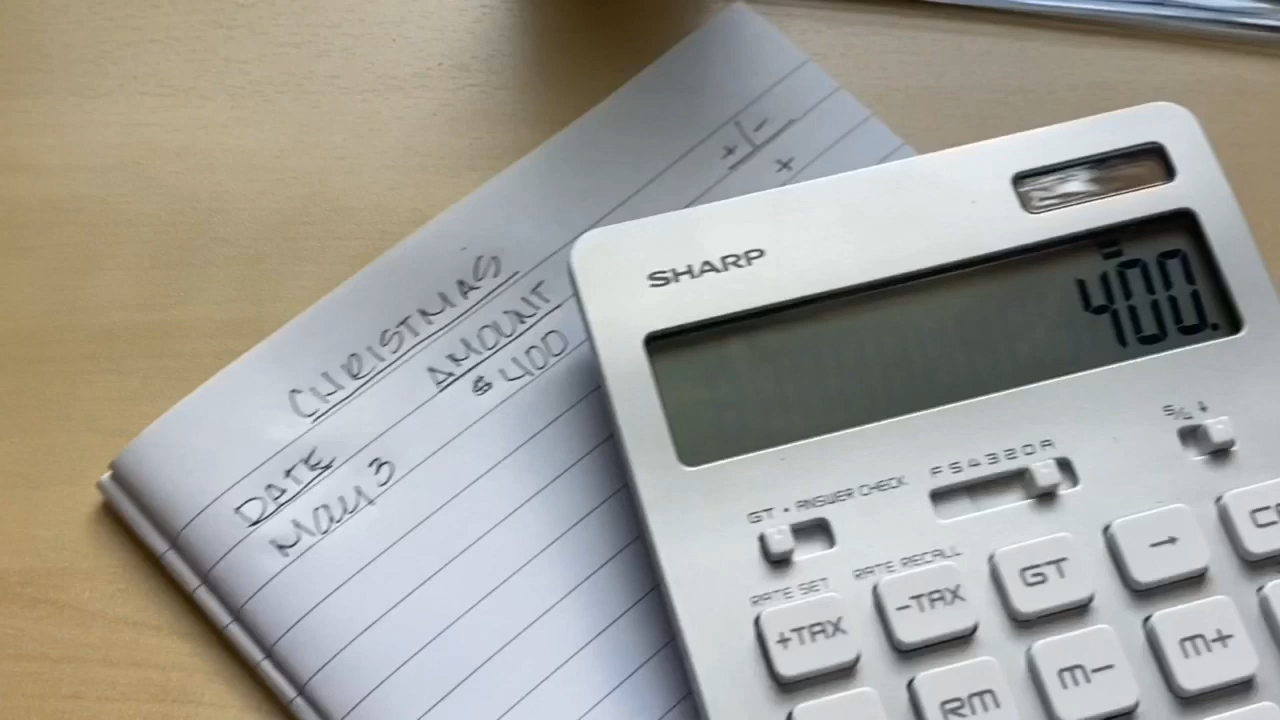 CHRISTMAS
DATE AMOUNT +/-
May 3 $400 +
SHARP
400.
S/L ↓
GT • ANSWER CHECK F54320A
RATE SET RATE RECALL
+TAX -TAX GT →
RM M- M+